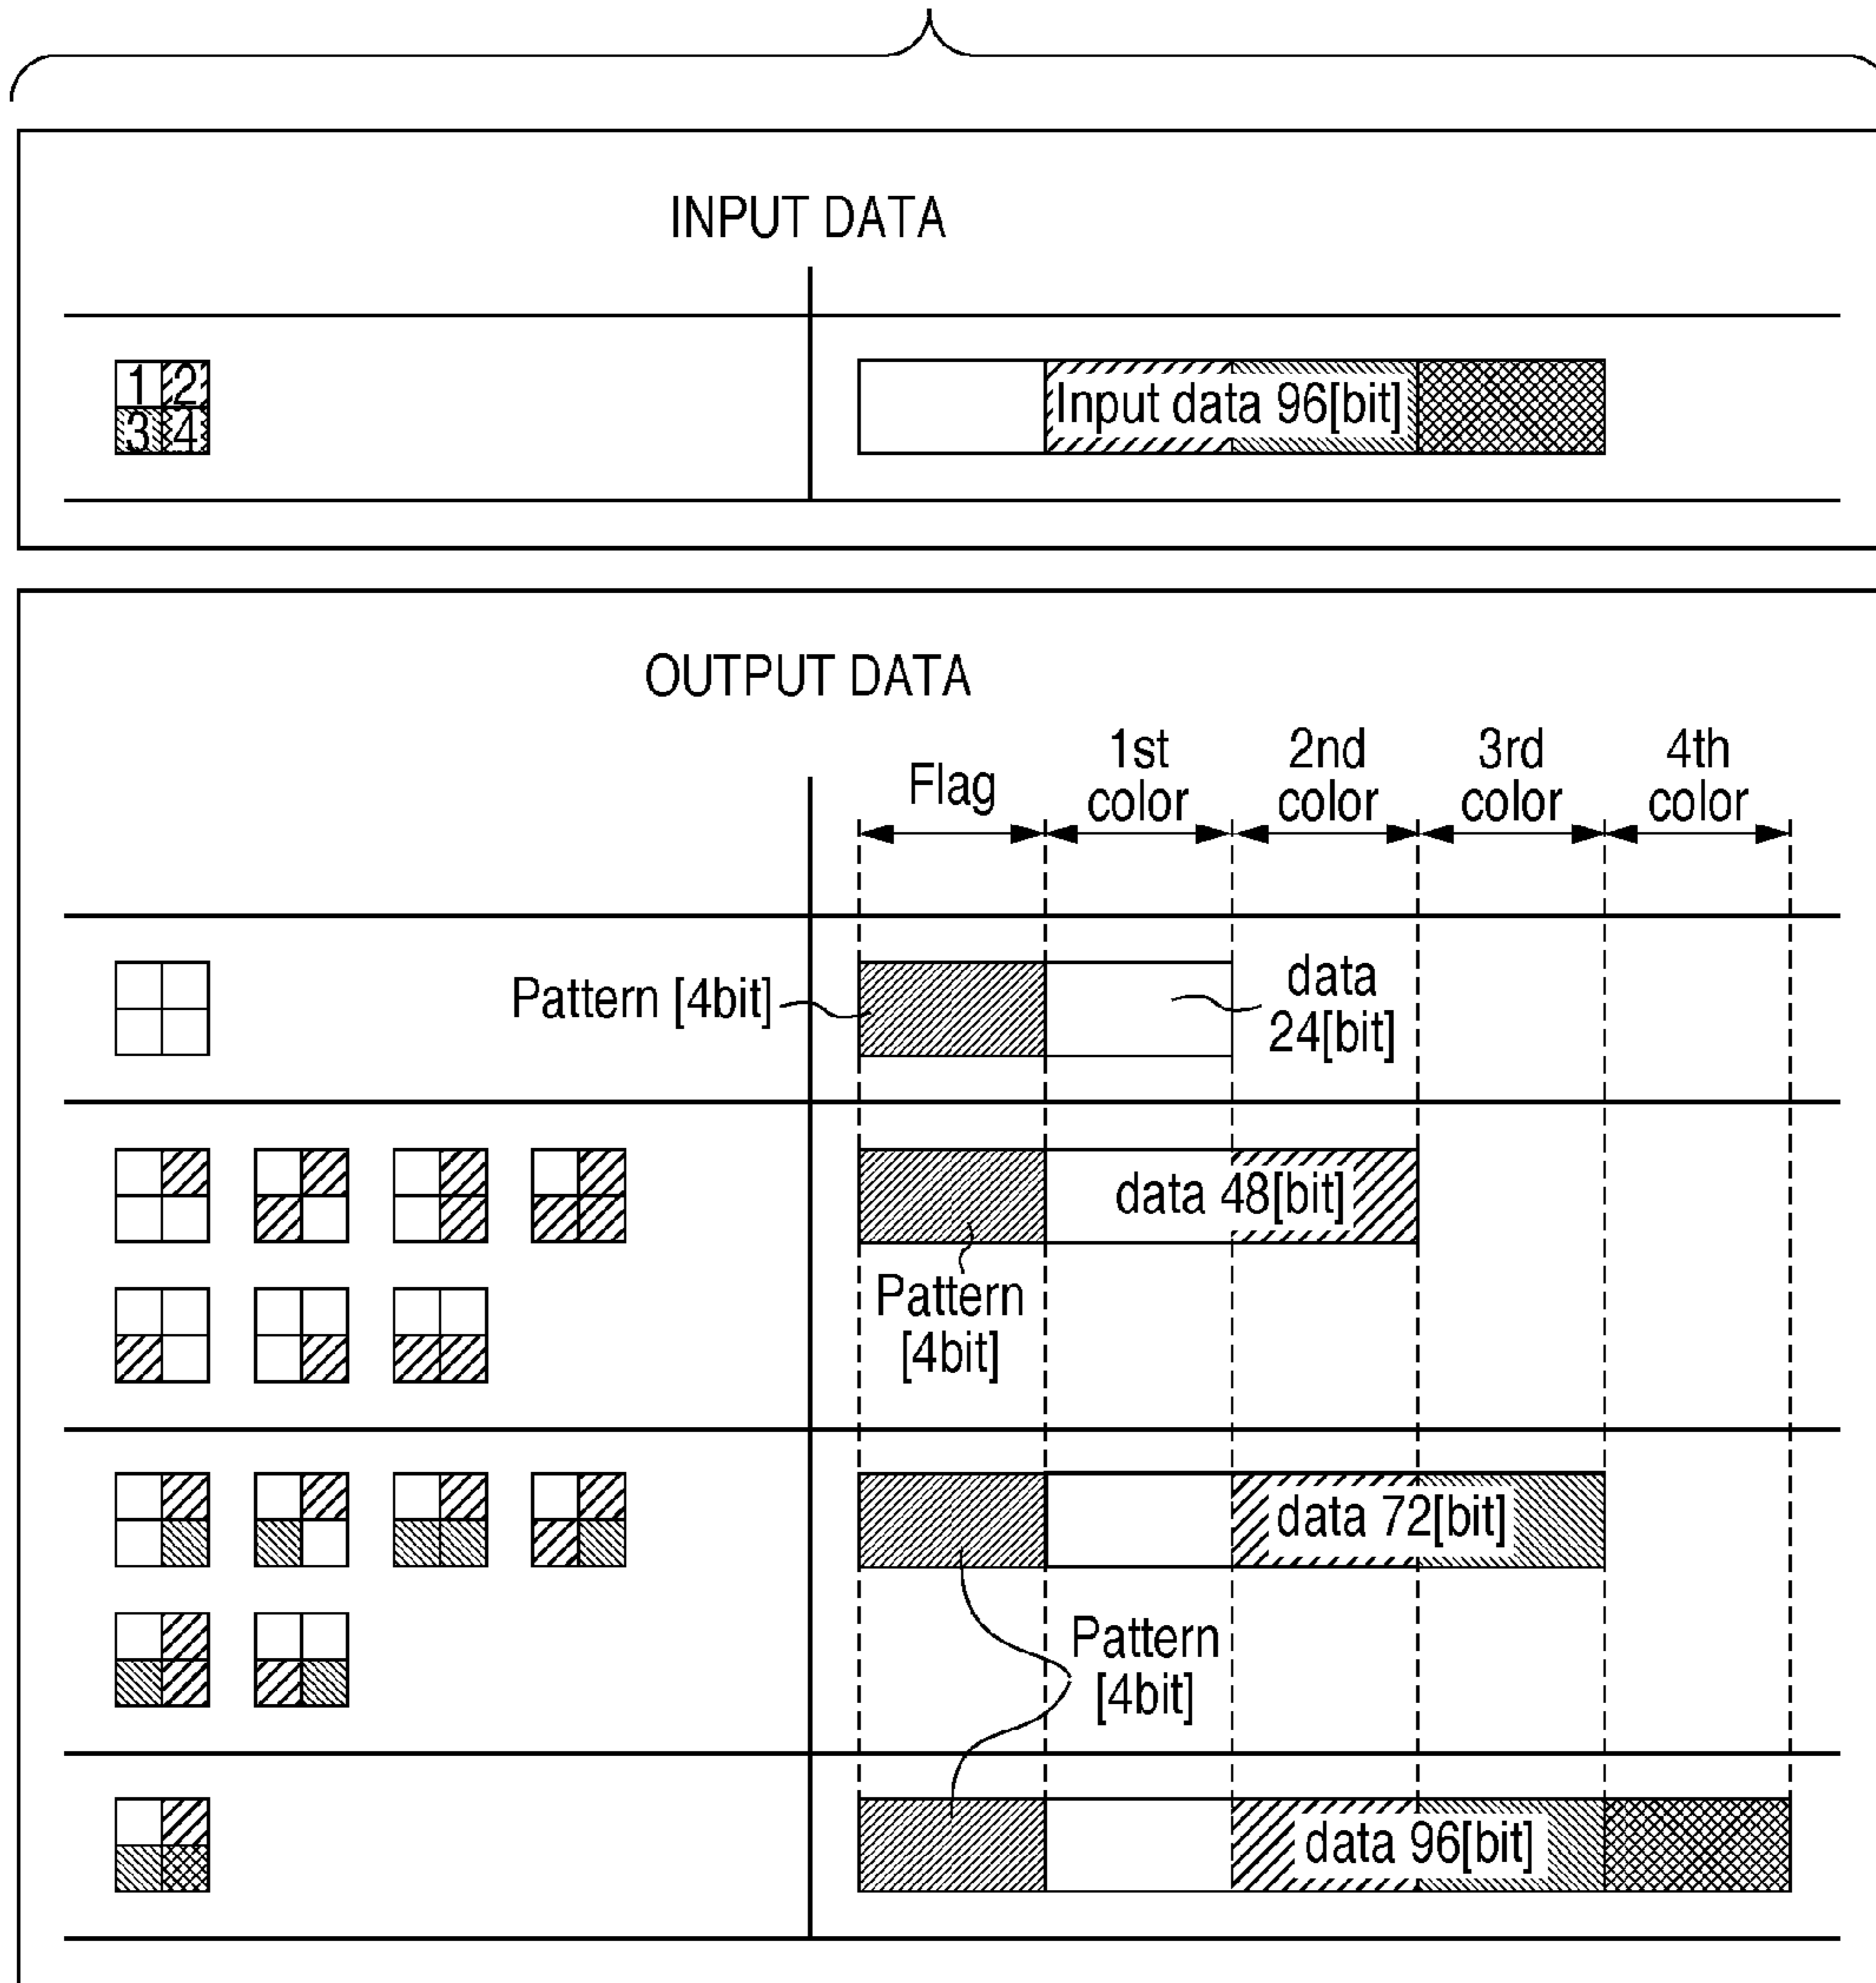 INPUT DATA
1 2
3 4
Input data 96[bit]
OUTPUT DATA
Flag
1st color
2nd color
3rd color
4th color
Pattern [4bit]
data
24[bit]
data 48[bit]
Pattern
[4bit]
data 72[bit]
Pattern
[4bit]
data 96[bit]